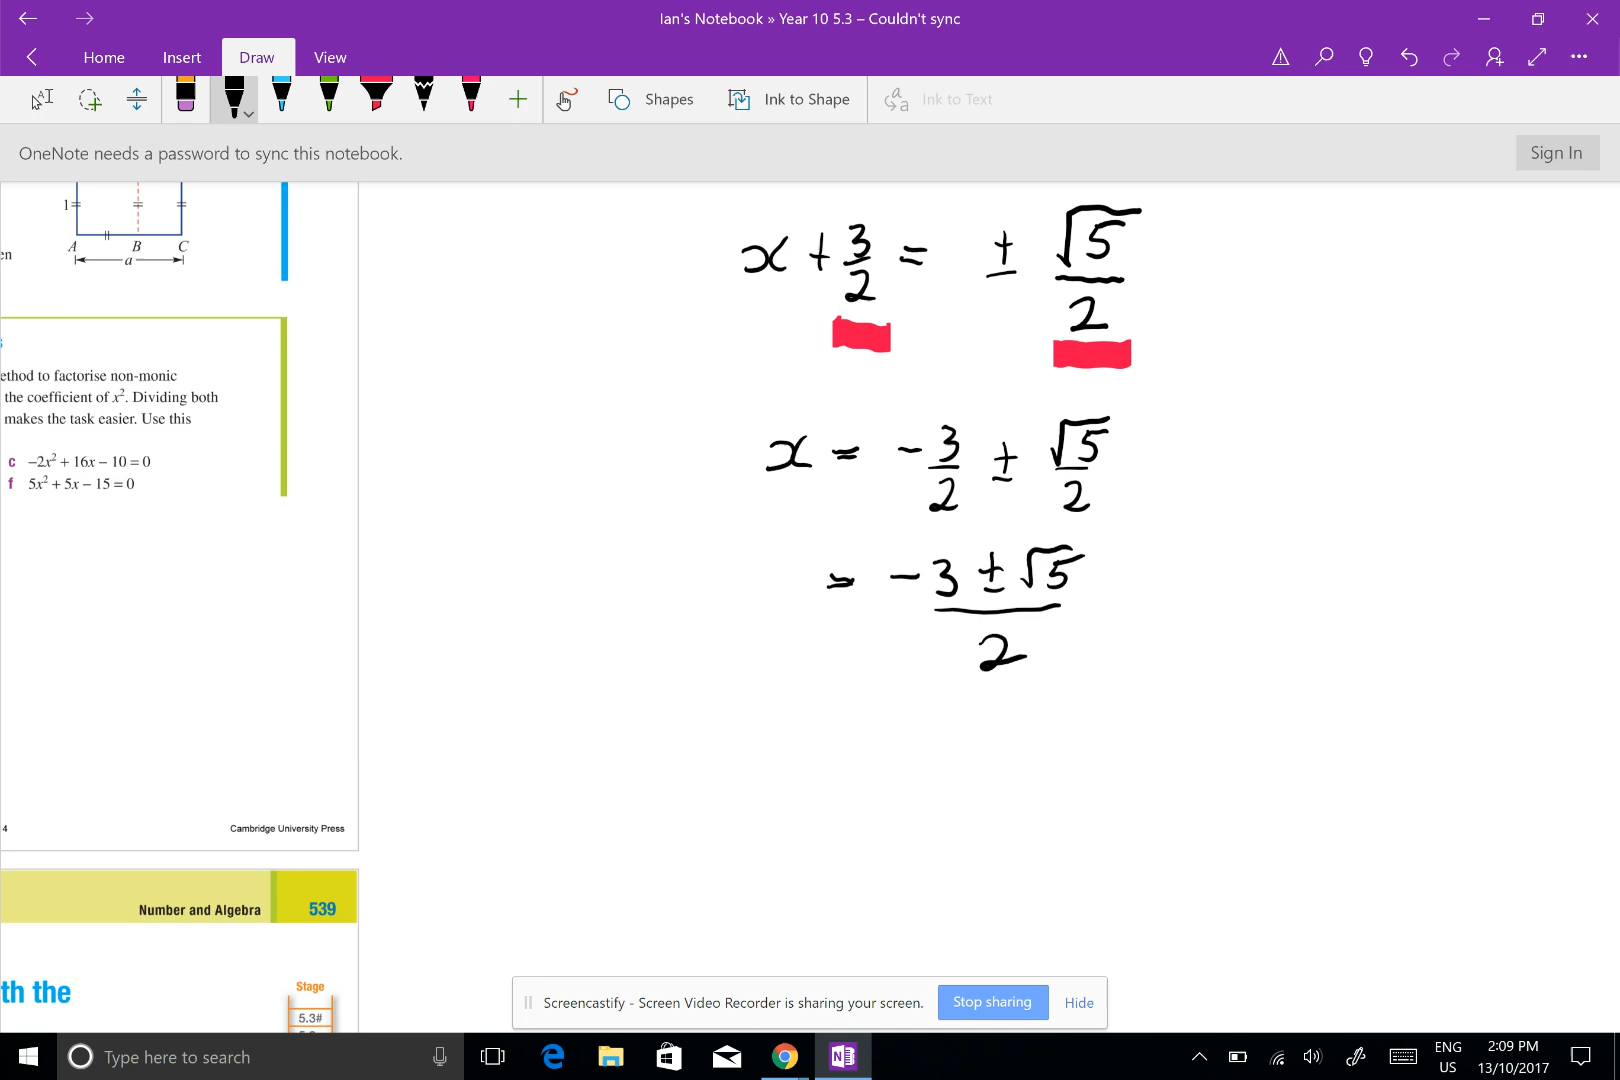 Ian's Notebook » Year 10 5.3 – Couldn't sync
Home Insert Draw View
Shapes Ink to Shape Ink to Text
OneNote needs a password to sync this notebook. Sign In
1
A B C
en
a
ethod to factorise non-monic
the coefficient of x². Dividing both
makes the task easier. Use this
c −2x² + 16x − 10 = 0
f 5x² + 5x − 15 = 0
4 Cambridge University Press
Number and Algebra 539
th the
Stage
5.3#
x + 3/2 = ± √5/2
x = - 3/2 ± √5/2
= -3 ± √5 / 2
Screencastify - Screen Video Recorder is sharing your screen. Stop sharing Hide
Type here to search
ENG
US
2:09 PM
13/10/2017